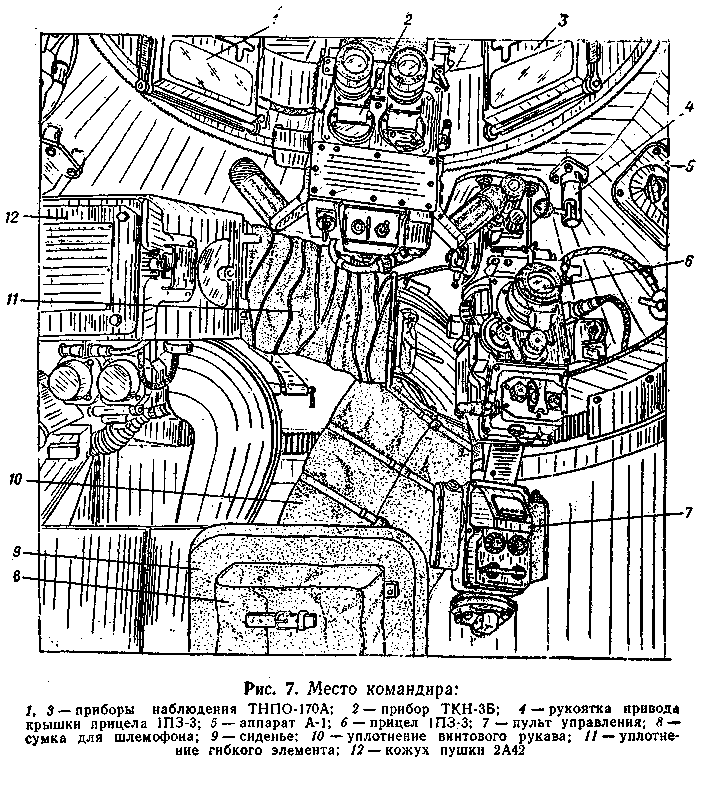 1
2
3
4
5
12
6
11
10
7
9
8
Рис. 7. Место командира:
1, 3 — приборы наблюдения ТНПО-170А; 2 — прибор ТКН-3Б; 4 — рукоятка привода
крышки прицела 1ПЗ-3; 5 — аппарат А-1; 6 — прицел 1ПЗ-3; 7 — пульт управления; 8 —
сумка для шлемофона; 9 — сиденье; 10 — уплотнение винтового рукава; 11 — уплотне-
ние гибкого элемента; 12 — кожух пушки 2А42